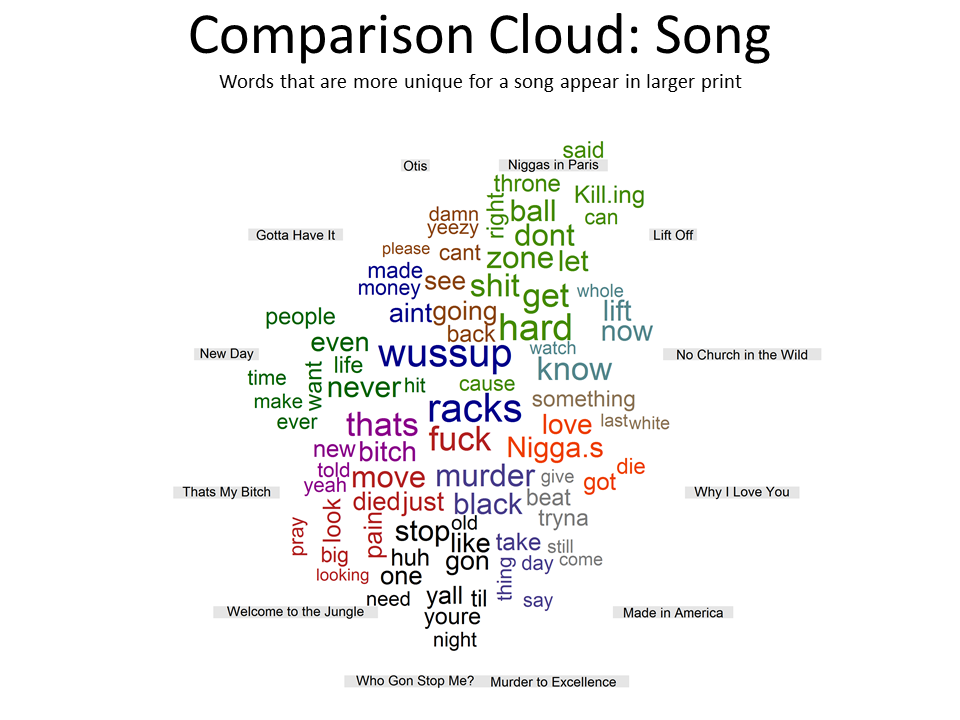 Comparison Cloud: Song
Words that are more unique for a song appear in larger print
said
Otis
Niggas in Paris
throne
Kill.ing
right
ball
can
damn
yeezy
dont
Gotta Have It
Lift Off
please
cant
zone
let
made
see
shit
money
get
whole
aint
going
lift
people
back
hard
now
even
wussup
watch
New Day
No Church in the Wild
life
know
time
want
never
hit
cause
make
racks
something
ever
thats
love
last
white
fuck
new
bitch
Nigga.s
told
move
murder
give
die
yeah
got
Thats My Bitch
Why I Love You
died
just
black
beat
look
tryna
pray
pain
stop
old
like
take
still
big
huh
gon
thing
day
come
looking
one
need
yall
til
say
Welcome to the Jungle
youre
Made in America
night
Who Gon Stop Me?
Murder to Excellence